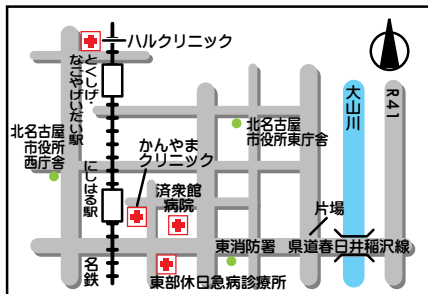 ハルクリニック
とくしげ・
なごやげいだい駅
大山川
R41
北名古屋
市役所
西庁舎
北名古屋
市役所東庁舎
かんやま
クリニック
にしはる駅
済衆館
病院
片場
東消防署
県道春日井稲沢線
名鉄
東部休日急病診療所